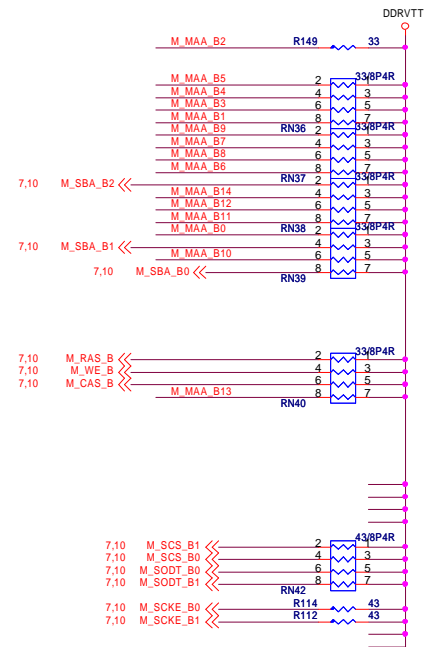 DDRVTT
M_MAA_B2 R149 33
M_MAA_B5 2 33/8P4R 1
M_MAA_B4 4 3
M_MAA_B3 6 5
M_MAA_B1 8 7
M_MAA_B9 RN36 2 33/8P4R 1
M_MAA_B7 4 3
M_MAA_B8 6 5
M_MAA_B6 8 7
7,10 M_SBA_B2 RN37 2 33/8P4R 1
M_MAA_B14 4 3
M_MAA_B12 6 5
M_MAA_B11 8 7
M_MAA_B0 RN38 2 33/8P4R 1
7,10 M_SBA_B1 4 3
M_MAA_B10 6 5
7,10 M_SBA_B0 8 7
RN39
33/8P4R
7,10 M_RAS_B 2 1
7,10 M_WE_B 4 3
7,10 M_CAS_B 6 5
M_MAA_B13 8 7
RN40
43/8P4R
7,10 M_SCS_B1 2 1
7,10 M_SCS_B0 4 3
7,10 M_SODT_B0 6 5
7,10 M_SODT_B1 8 7
RN42
7,10 M_SCKE_B0 R114 43
7,10 M_SCKE_B1 R112 43